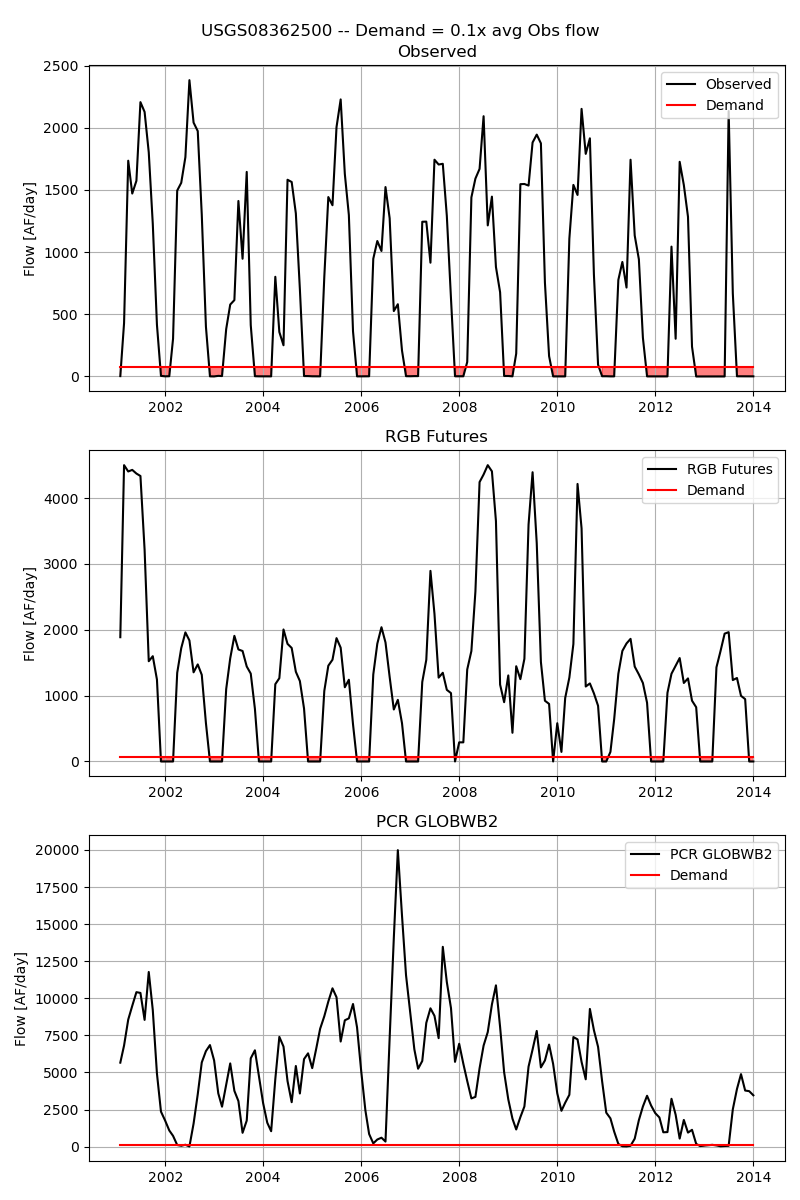 USGS08362500 -- Demand = 0.1x avg Obs flow
Observed
Flow [AF/day]
2500
2000
1500
1000
500
0
Observed
Demand
2002 2004 2006 2008 2010 2012 2014
RGB Futures
Flow [AF/day]
4000
3000
2000
1000
0
RGB Futures
Demand
2002 2004 2006 2008 2010 2012 2014
PCR GLOBWB2
Flow [AF/day]
20000
17500
15000
12500
10000
7500
5000
2500
0
PCR GLOBWB2
Demand
2002 2004 2006 2008 2010 2012 2014